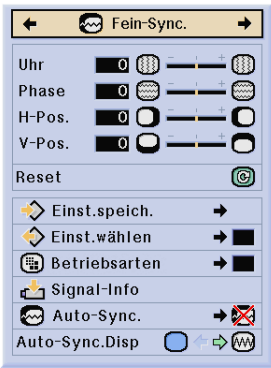 Fein-Sync.
Uhr 0
Phase 0
H-Pos. 0
V-Pos. 0
Reset
Einst.speich.
Einst.wählen
Betriebsarten
Signal-Info
Auto-Sync.
Auto-Sync.Disp